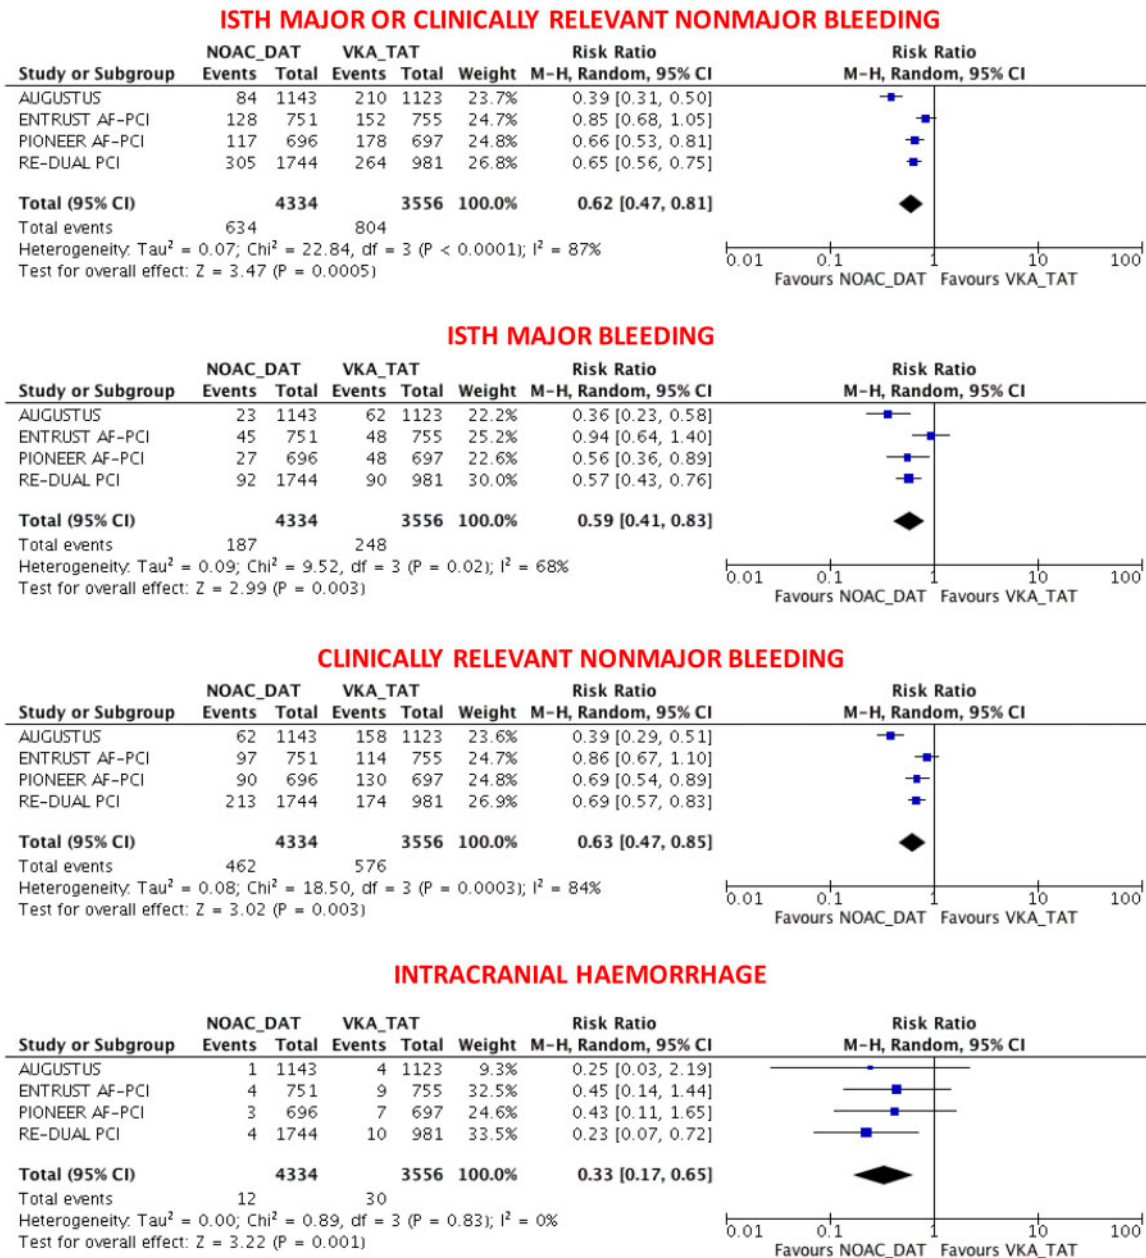 ISTH MAJOR OR CLINICALLY RELEVANT NONMAJOR BLEEDING
NOAC_DAT VKA_TAT Risk Ratio Risk Ratio
Study or Subgroup Events Total Events Total Weight M-H, Random, 95% CI M-H, Random, 95% CI
AUGUSTUS 84 1143 210 1123 23.7% 0.39 [0.31, 0.50]
ENTRUST AF-PCI 128 751 152 755 24.7% 0.85 [0.68, 1.05]
PIONEER AF-PCI 117 696 178 697 24.8% 0.66 [0.53, 0.81]
RE-DUAL PCI 305 1744 264 981 26.8% 0.65 [0.56, 0.75]
Total (95% CI) 4334 3556 100.0% 0.62 [0.47, 0.81]
Total events 634 804
Heterogeneity: Tau² = 0.07; Chi² = 22.84, df = 3 (P < 0.0001); I² = 87%
Test for overall effect: Z = 3.47 (P = 0.0005)
0.01 0.1 1 10 100
Favours NOAC_DAT Favours VKA_TAT
ISTH MAJOR BLEEDING
NOAC_DAT VKA_TAT Risk Ratio Risk Ratio
Study or Subgroup Events Total Events Total Weight M-H, Random, 95% CI M-H, Random, 95% CI
AUGUSTUS 23 1143 62 1123 22.2% 0.36 [0.23, 0.58]
ENTRUST AF-PCI 45 751 48 755 25.2% 0.94 [0.64, 1.40]
PIONEER AF-PCI 27 696 48 697 22.6% 0.56 [0.36, 0.89]
RE-DUAL PCI 92 1744 90 981 30.0% 0.57 [0.43, 0.76]
Total (95% CI) 4334 3556 100.0% 0.59 [0.41, 0.83]
Total events 187 248
Heterogeneity: Tau² = 0.09; Chi² = 9.52, df = 3 (P = 0.02); I² = 68%
Test for overall effect: Z = 2.99 (P = 0.003)
0.01 0.1 1 10 100
Favours NOAC_DAT Favours VKA_TAT
CLINICALLY RELEVANT NONMAJOR BLEEDING
NOAC_DAT VKA_TAT Risk Ratio Risk Ratio
Study or Subgroup Events Total Events Total Weight M-H, Random, 95% CI M-H, Random, 95% CI
AUGUSTUS 62 1143 158 1123 23.6% 0.39 [0.29, 0.51]
ENTRUST AF-PCI 97 751 114 755 24.7% 0.86 [0.67, 1.10]
PIONEER AF-PCI 90 696 130 697 24.8% 0.69 [0.54, 0.89]
RE-DUAL PCI 213 1744 174 981 26.9% 0.69 [0.57, 0.83]
Total (95% CI) 4334 3556 100.0% 0.63 [0.47, 0.85]
Total events 462 576
Heterogeneity: Tau² = 0.08; Chi² = 18.50, df = 3 (P = 0.0003); I² = 84%
Test for overall effect: Z = 3.02 (P = 0.003)
0.01 0.1 1 10 100
Favours NOAC_DAT Favours VKA_TAT
INTRACRANIAL HAEMORRHAGE
NOAC_DAT VKA_TAT Risk Ratio Risk Ratio
Study or Subgroup Events Total Events Total Weight M-H, Random, 95% CI M-H, Random, 95% CI
AUGUSTUS 1 1143 4 1123 9.3% 0.25 [0.03, 2.19]
ENTRUST AF-PCI 4 751 9 755 32.5% 0.45 [0.14, 1.44]
PIONEER AF-PCI 3 696 7 697 24.6% 0.43 [0.11, 1.65]
RE-DUAL PCI 4 1744 10 981 33.5% 0.23 [0.07, 0.72]
Total (95% CI) 4334 3556 100.0% 0.33 [0.17, 0.65]
Total events 12 30
Heterogeneity: Tau² = 0.00; Chi² = 0.89, df = 3 (P = 0.83); I² = 0%
Test for overall effect: Z = 3.22 (P = 0.001)
0.01 0.1 1 10 100
Favours NOAC_DAT Favours VKA_TAT